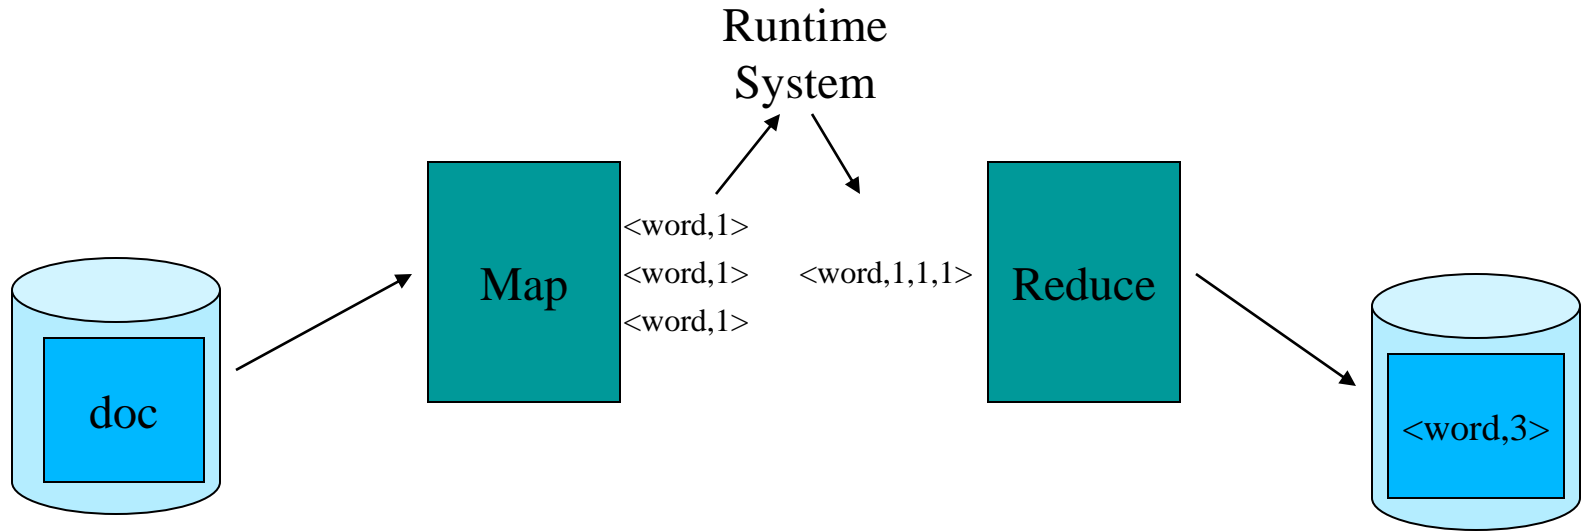 Runtime
System
<word,1>
<word,1>
<word,1>
Map
<word,1,1,1>
Reduce
doc
<word,3>